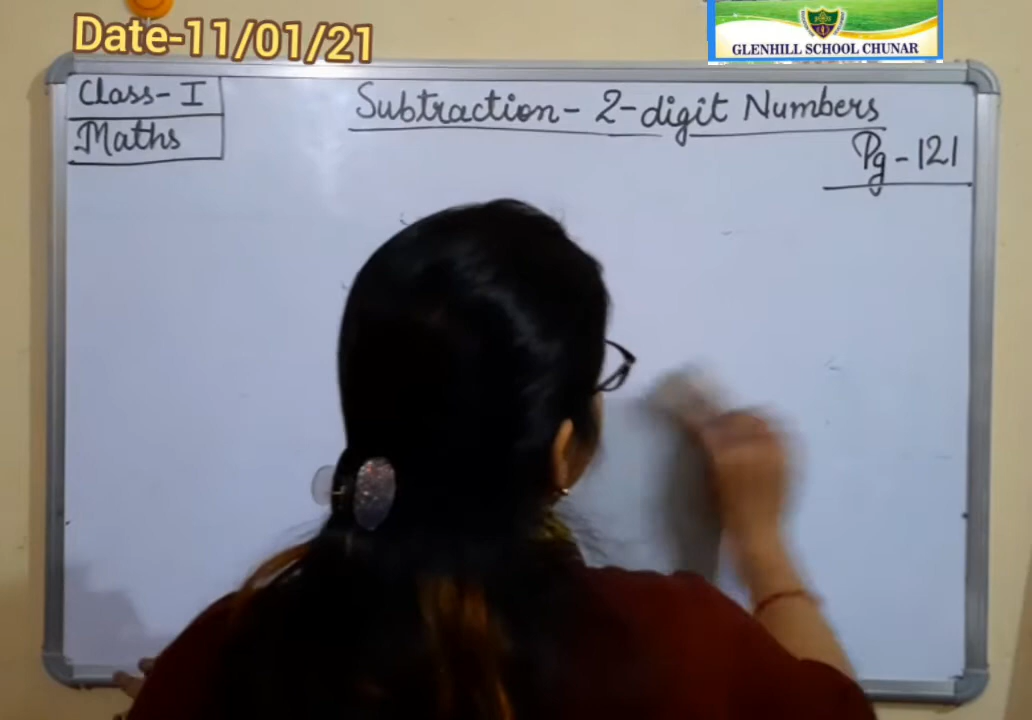 Date-11/01/21
GLENHILL SCHOOL CHUNAR
Class-I
Subtraction - 2-digit Numbers
Maths
Pg-121